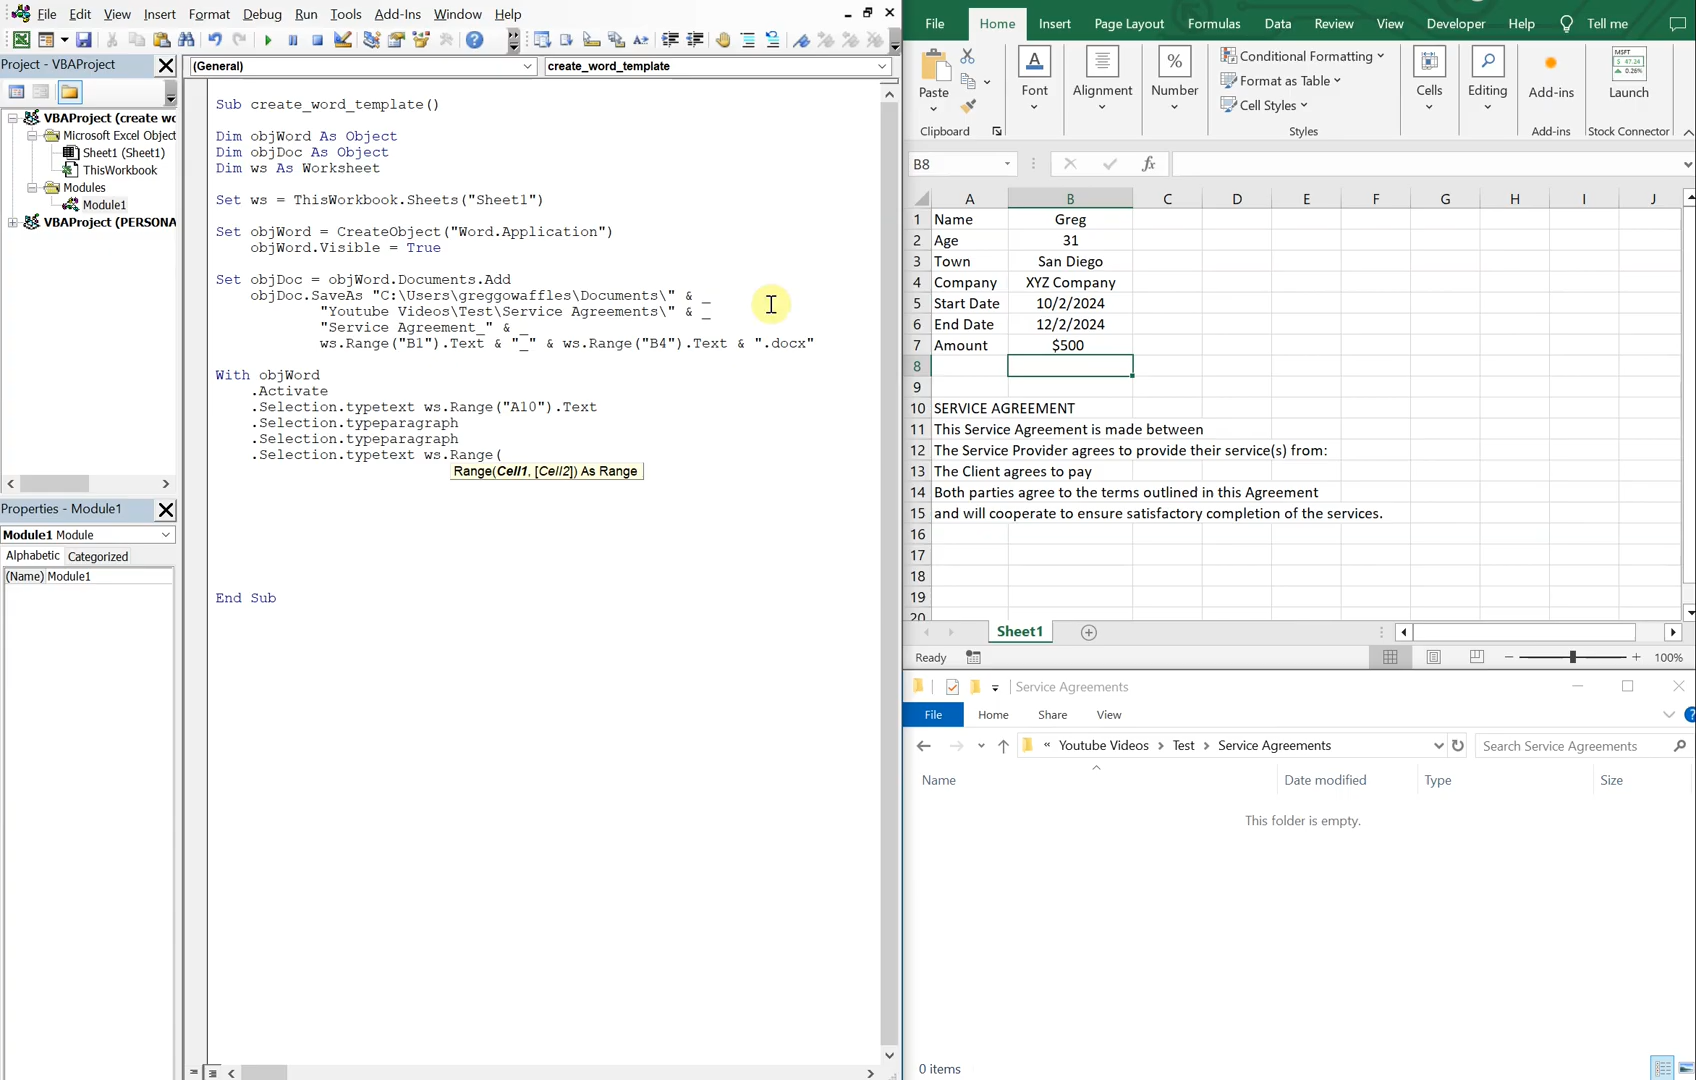 File Edit View Insert Format Debug Run Tools Add-Ins Window Help
Project - VBAProject
VBAProject (create wo
Microsoft Excel Object
Sheet1 (Sheet1)
ThisWorkbook
Modules
Module1
VBAProject (PERSONA
Properties - Module1
Module1 Module
Alphabetic Categorized
(Name) Module1
(General)
create_word_template
Sub create_word_template()
Dim objWord As Object
Dim objDoc As Object
Dim ws As Worksheet
Set ws = ThisWorkbook.Sheets("Sheet1")
Set objWord = CreateObject("Word.Application")
objWord.Visible = True
Set objDoc = objWord.Documents.Add
objDoc.SaveAs "C:\Users\greggowaffles\Documents\" & _
"Youtube Videos\Test\Service Agreements\" & _
"Service Agreement_" & _
ws.Range("B1").Text & "_" & ws.Range("B4").Text & ".docx"
With objWord
.Activate
.Selection.typetext ws.Range("A10").Text
.Selection.typeparagraph
.Selection.typeparagraph
.Selection.typetext ws.Range(
Range(Cell1, [Cell2]) As Range
End Sub
File Home Insert Page Layout Formulas Data Review View Developer Help Tell me
Paste
Clipboard
Font
Alignment
Number
Conditional Formatting
Format as Table
Cell Styles
Styles
Cells
Editing
Add-ins
Add-ins
MSFT
$ 47.24
0.26%
Launch
Stock Connector
B8
fx
A B C D E F G H I J
1 Name Greg
2 Age 31
3 Town San Diego
4 Company XYZ Company
5 Start Date 10/2/2024
6 End Date 12/2/2024
7 Amount $500
8
9
10 SERVICE AGREEMENT
11 This Service Agreement is made between
12 The Service Provider agrees to provide their service(s) from:
13 The Client agrees to pay
14 Both parties agree to the terms outlined in this Agreement
15 and will cooperate to ensure satisfactory completion of the services.
16
17
18
19
20
Sheet1
Ready
100%
Service Agreements
File Home Share View
« Youtube Videos > Test > Service Agreements
Search Service Agreements
Name Date modified Type Size
This folder is empty.
0 items